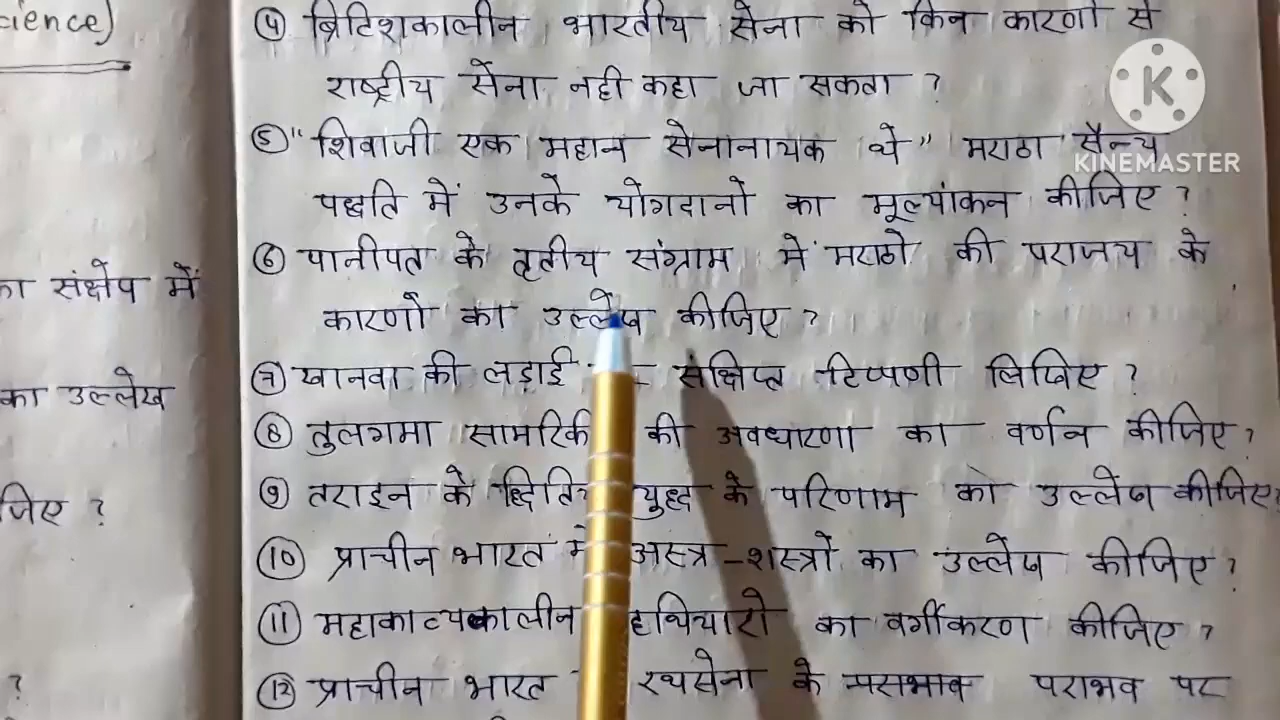 cience)
का संक्षेप में
का उल्लेख
जिए ?
?
④ ब्रिटिशकालीन भारतीय सेना को किन कारणों से
राष्ट्रीय सेना नही कहा जा सकता ?
⑤ "शिवाजी एक महान सेनानायक थे" मराठा सैन्य
पद्धति में उनके योगदानो का मूल्यांकन कीजिए ?
⑥ पानीपत के तृतीय संग्राम में मराठो की पराजय के
कारणों का उल्लेख कीजिए ?
⑦ खानवा की लड़ाई संक्षिप्त टिप्पणी लिखिए ?
⑧ तुलगमा सामरिकी की अवधारणा का वर्णन कीजिए ?
⑨ तराइन के द्वितिय युद्ध के परिणाम का उल्लेख कीजिए ?
⑩ प्राचीन भारत में अस्त्र-शस्त्रों का उल्लेख कीजिए ?
⑪ महाकाव्यकालीन हथियारो का वर्गीकरण कीजिए ?
⑫ प्राचीन भारत रथसेना के पराभव पर
K
KINEMASTER